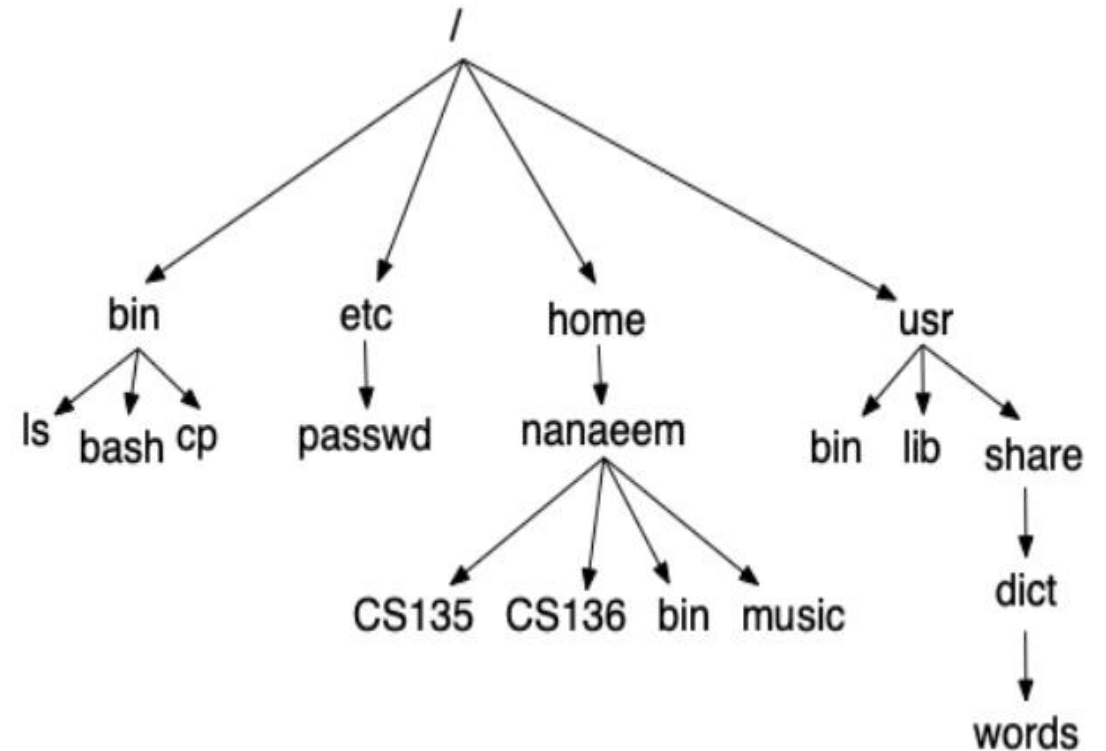 /
bin etc home usr
ls bash cp passwd nanaeem bin lib share
dict
CS135 CS136 bin music
words